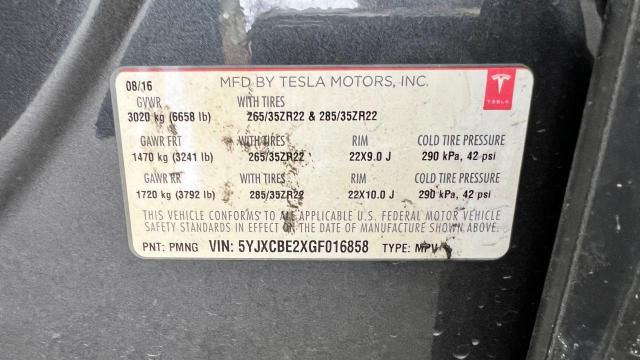 08/16 MFD BY TESLA MOTORS, INC.
TESLA
GVWR WITH TIRES
3020 kg (6658 lb) 265/35ZR22 & 285/35ZR22
GAWR FRT WITH TIRES RIM COLD TIRE PRESSURE
1470 kg (3241 lb) 265/35ZR22 22X9.0 J 290 kPa, 42 psi
GAWR RR WITH TIRES RIM COLD TIRE PRESSURE
1720 kg (3792 lb) 285/35ZR22 22X10.0 J 290 kPa, 42 psi
THIS VEHICLE CONFORMS TO ALL APPLICABLE U.S. FEDERAL MOTOR VEHICLE
SAFETY STANDARDS IN EFFECT ON THE DATE OF MANUFACTURE SHOWN ABOVE.
PNT: PMNG VIN: 5YJXCBE2XGF016858 TYPE: MPV